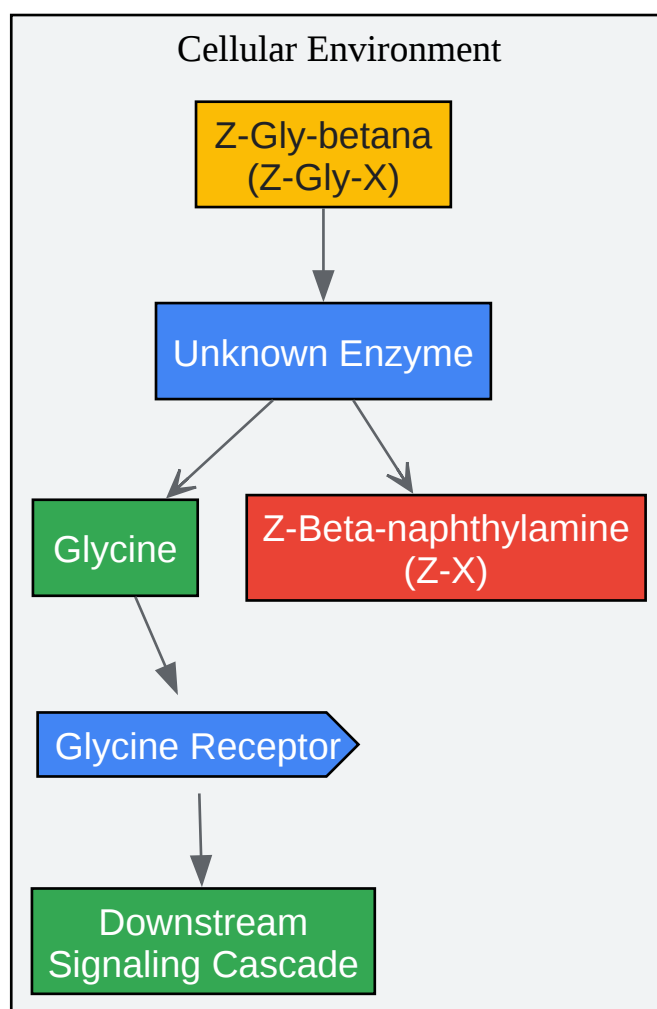 Cellular Environment
Z-Gly-betana
(Z-Gly-X)
Unknown Enzyme
Glycine
Z-Beta-naphthylamine
(Z-X)
Glycine Receptor
Downstream
Signaling Cascade